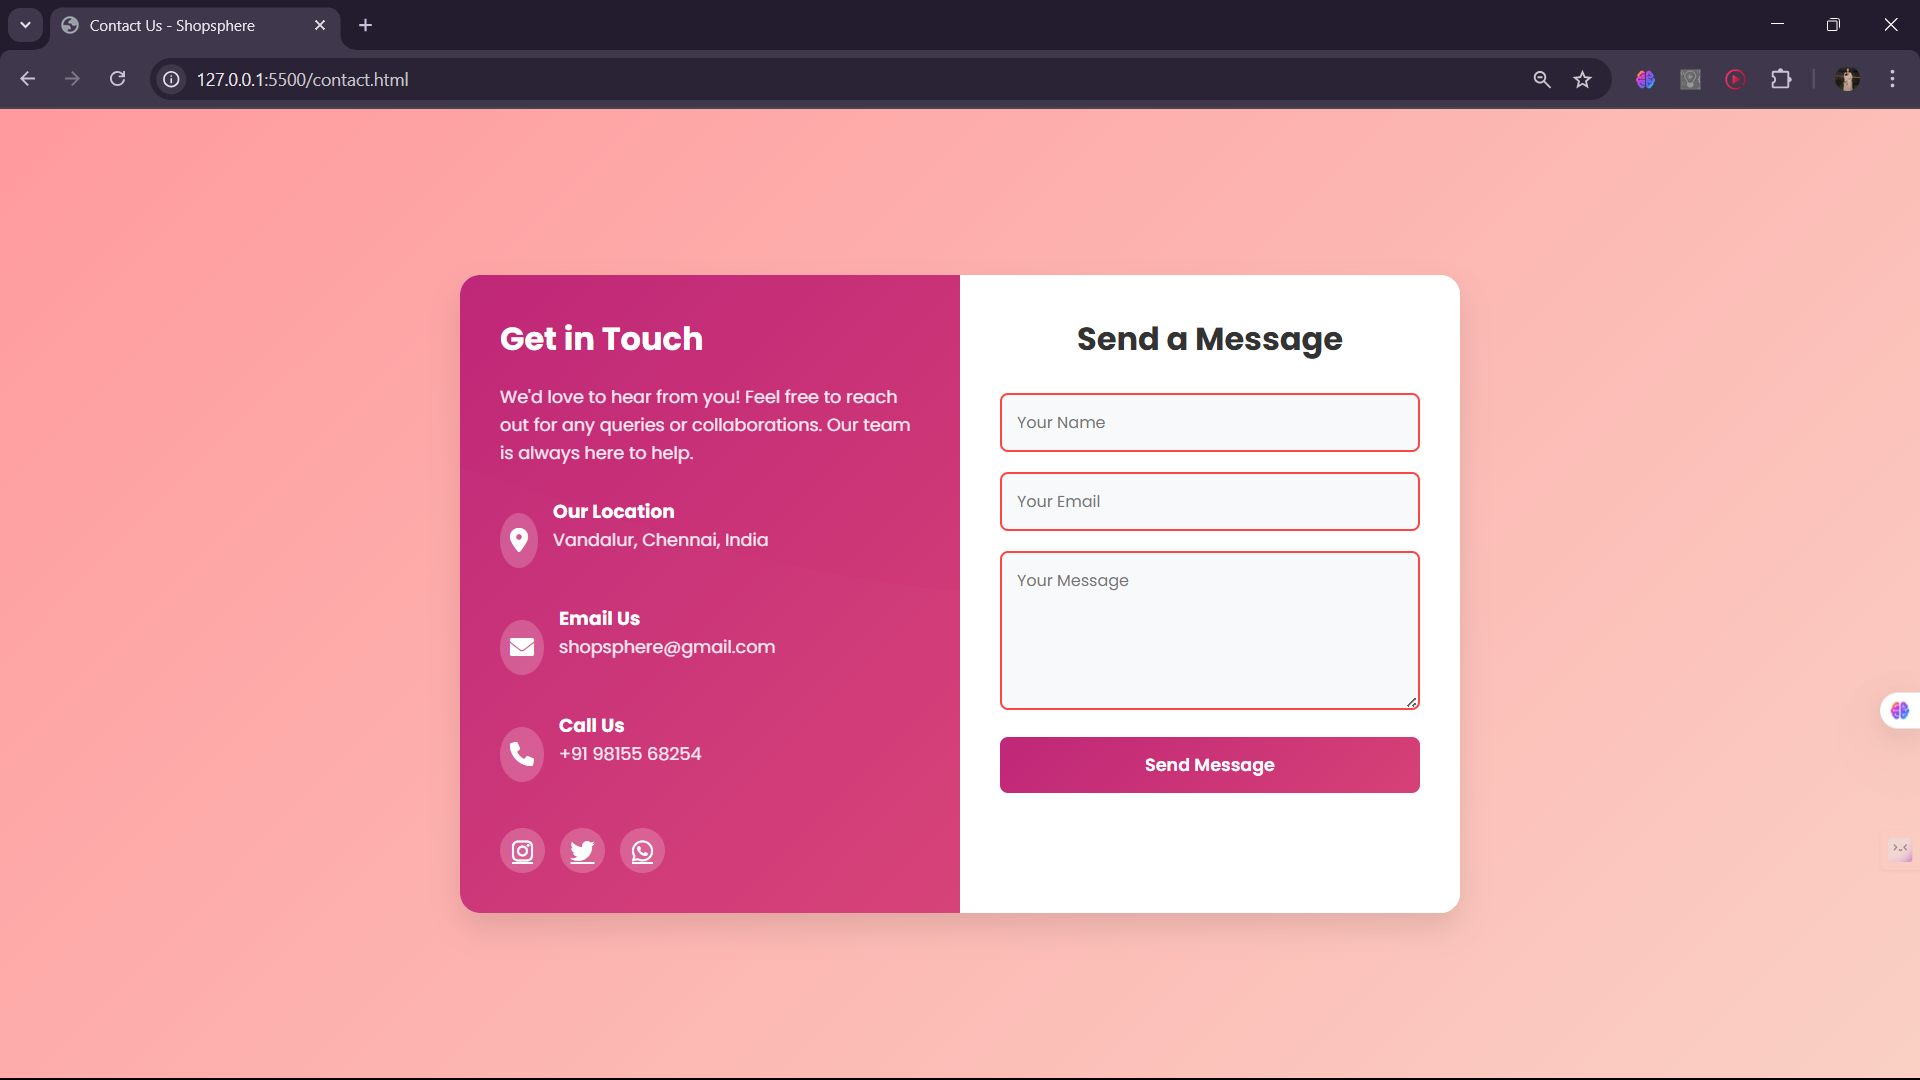 Contact Us - Shopsphere
127.0.0.1:5500/contact.html
Get in Touch
We'd love to hear from you! Feel free to reach
out for any queries or collaborations. Our team
is always here to help.
Our Location
Vandalur, Chennai, India
Email Us
shopsphere@gmail.com
Call Us
+91 98155 68254
Send a Message
Your Name
Your Email
Your Message
Send Message